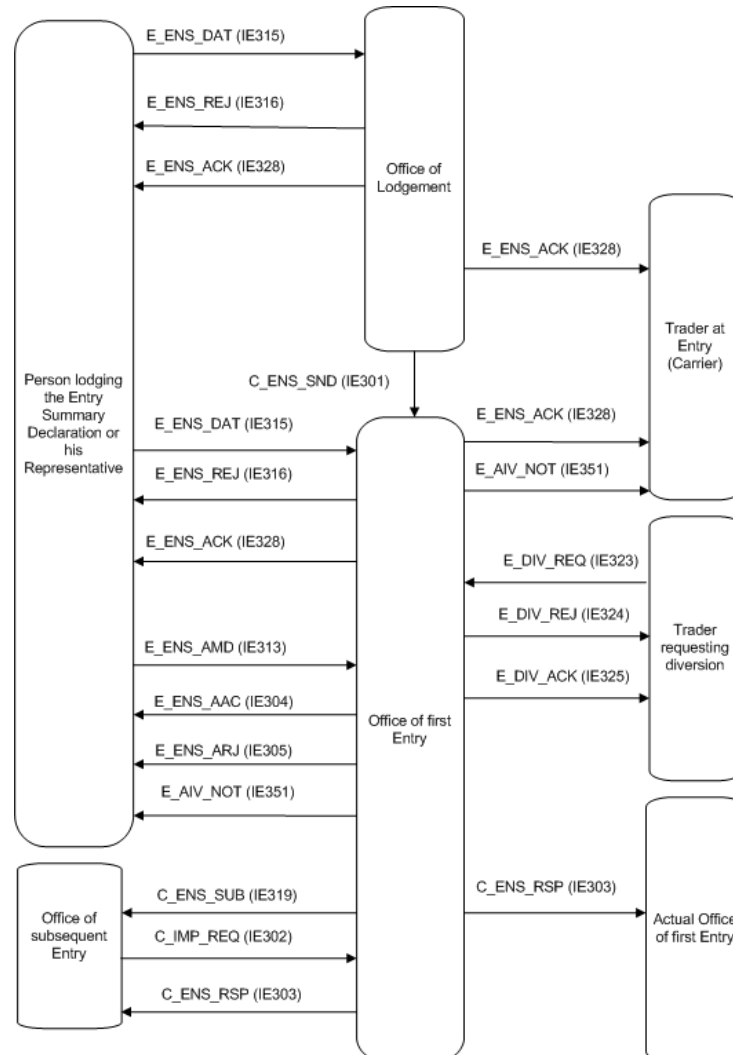 E_ENS_DAT (IE315)
E_ENS_REJ (IE316)
E_ENS_ACK (IE328)
Office of
Lodgement
E_ENS_ACK (IE328)
Trader at
Entry
(Carrier)
C_ENS_SND (IE301)
Person lodging
the Entry
Summary
Declaration or
his
Representative
E_ENS_DAT (IE315)
E_ENS_REJ (IE316)
E_ENS_ACK (IE328)
E_ENS_AMD (IE313)
E_ENS_AAC (IE304)
E_ENS_ARJ (IE305)
E_AIV_NOT (IE351)
E_ENS_ACK (IE328)
E_AIV_NOT (IE351)
E_DIV_REQ (IE323)
E_DIV_REJ (IE324)
E_DIV_ACK (IE325)
Trader
requesting
diversion
Office of first
Entry
Office of
subsequent
Entry
C_ENS_SUB (IE319)
C_IMP_REQ (IE302)
C_ENS_RSP (IE303)
C_ENS_RSP (IE303)
Actual Office
of first Entry